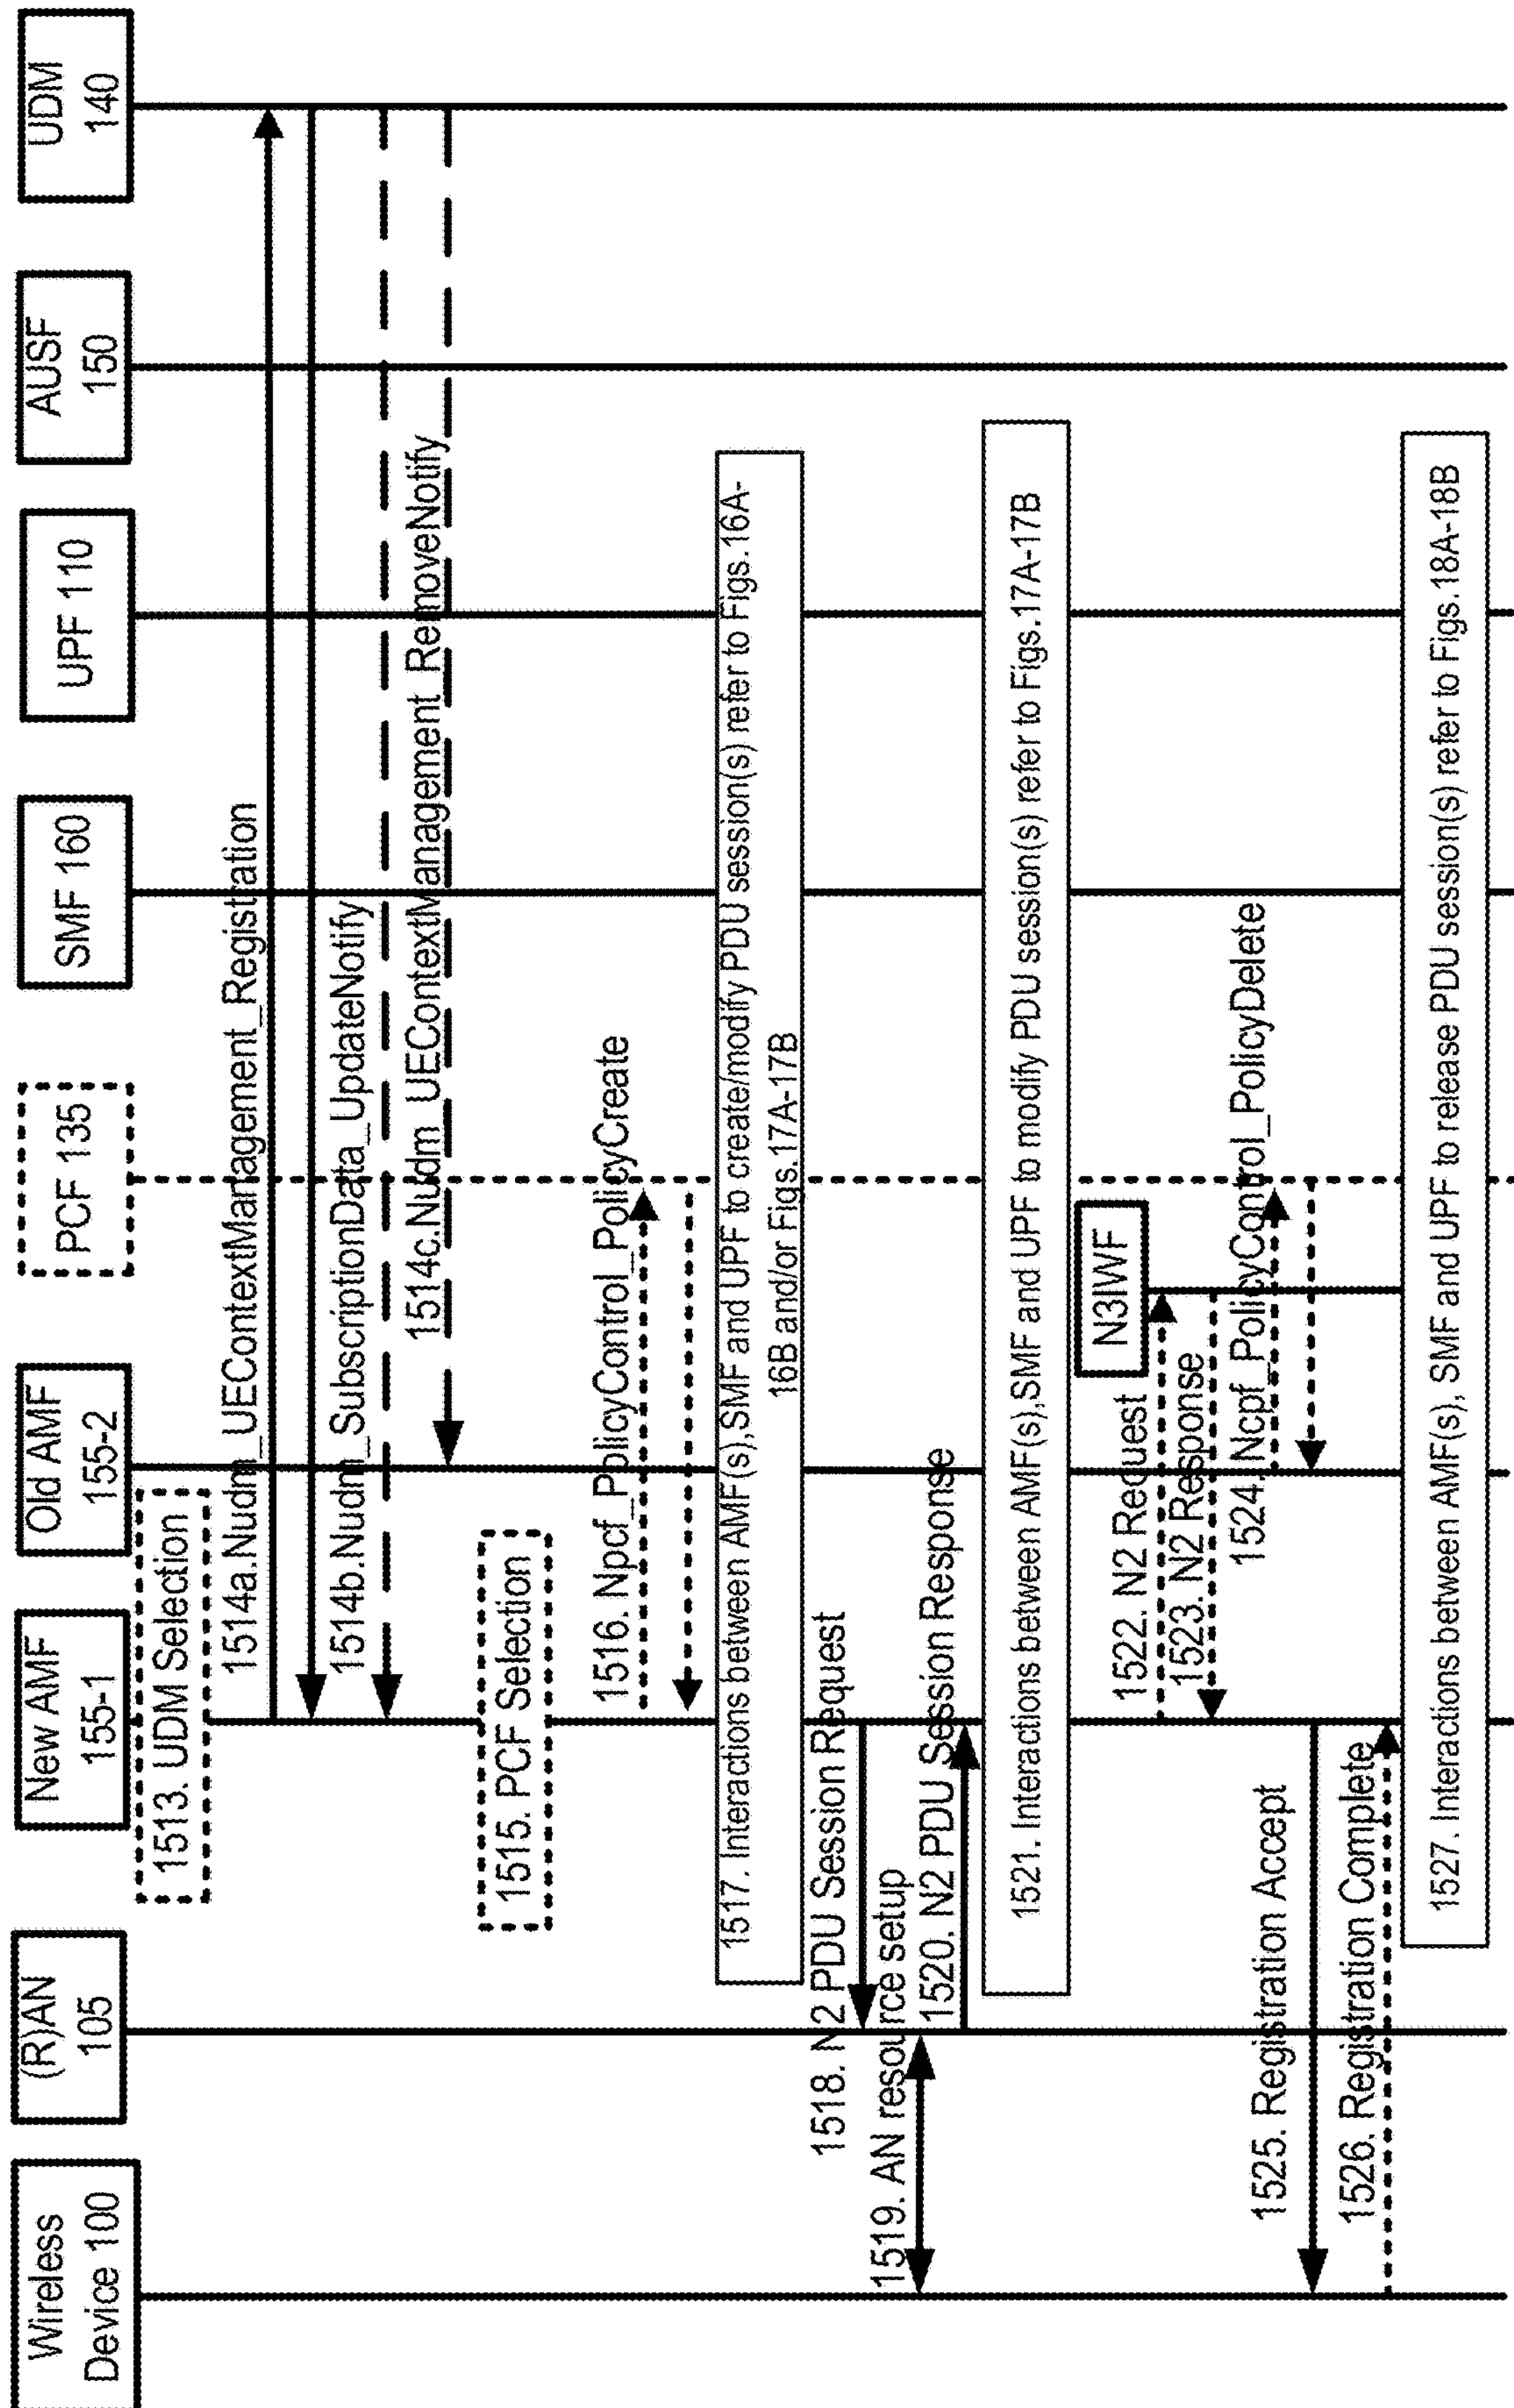 Wireless
Device 100
(R)AN
105
New AMF
155-1
Old AMF
155-2
PCF 135
SMF 160
UPF 110
AUSF
150
UDM
140
1513. UDM Selection
1514a.Nudm_UEContextManagement_Registration
1514b.Nudm_SubscriptionData_UpdateNotify
1514c.Nudm_UEContextManagement_RemoveNotify
1515. PCF Selection
1516. Npcf_PolicyControl_PolicyCreate
1517. Interactions between AMF(s),SMF and UPF to create/modify PDU session(s) refer to Figs.16A-
16B and/or Figs.17A-17B
1518. N2 PDU Session Request
1519. AN resource setup
1520. N2 PDU Session Response
1521. Interactions between AMF(s),SMF and UPF to modify PDU session(s) refer to Figs.17A-17B
N3IWF
1522. N2 Request
1523. N2 Response
1524. Ncpf_PolicyControl_PolicyDelete
1525. Registration Accept
1526. Registration Complete
1527. Interactions between AMF(s), SMF and UPF to release PDU session(s) refer to Figs.18A-18B